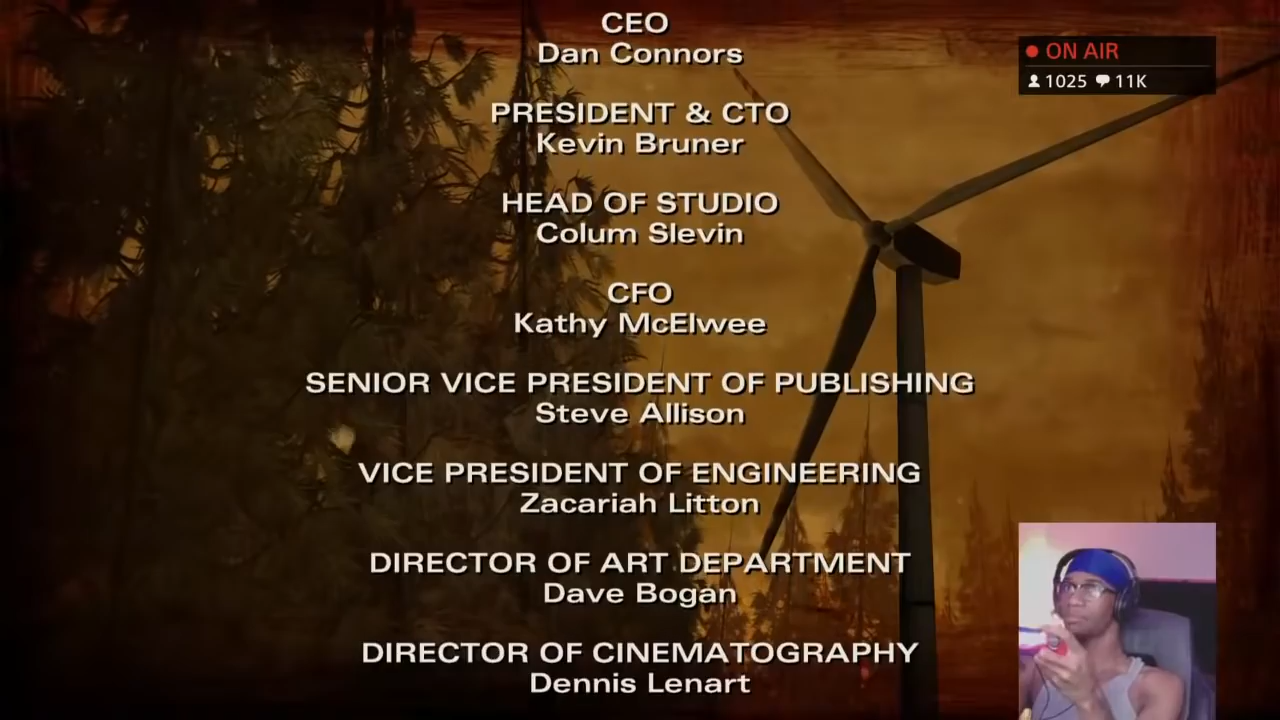 CEO
Dan Connors
ON AIR
1025 11K
PRESIDENT & CTO
Kevin Bruner
HEAD OF STUDIO
Colum Slevin
CFO
Kathy McElwee
SENIOR VICE PRESIDENT OF PUBLISHING
Steve Allison
VICE PRESIDENT OF ENGINEERING
Zacariah Litton
DIRECTOR OF ART DEPARTMENT
Dave Bogan
DIRECTOR OF CINEMATOGRAPHY
Dennis Lenart